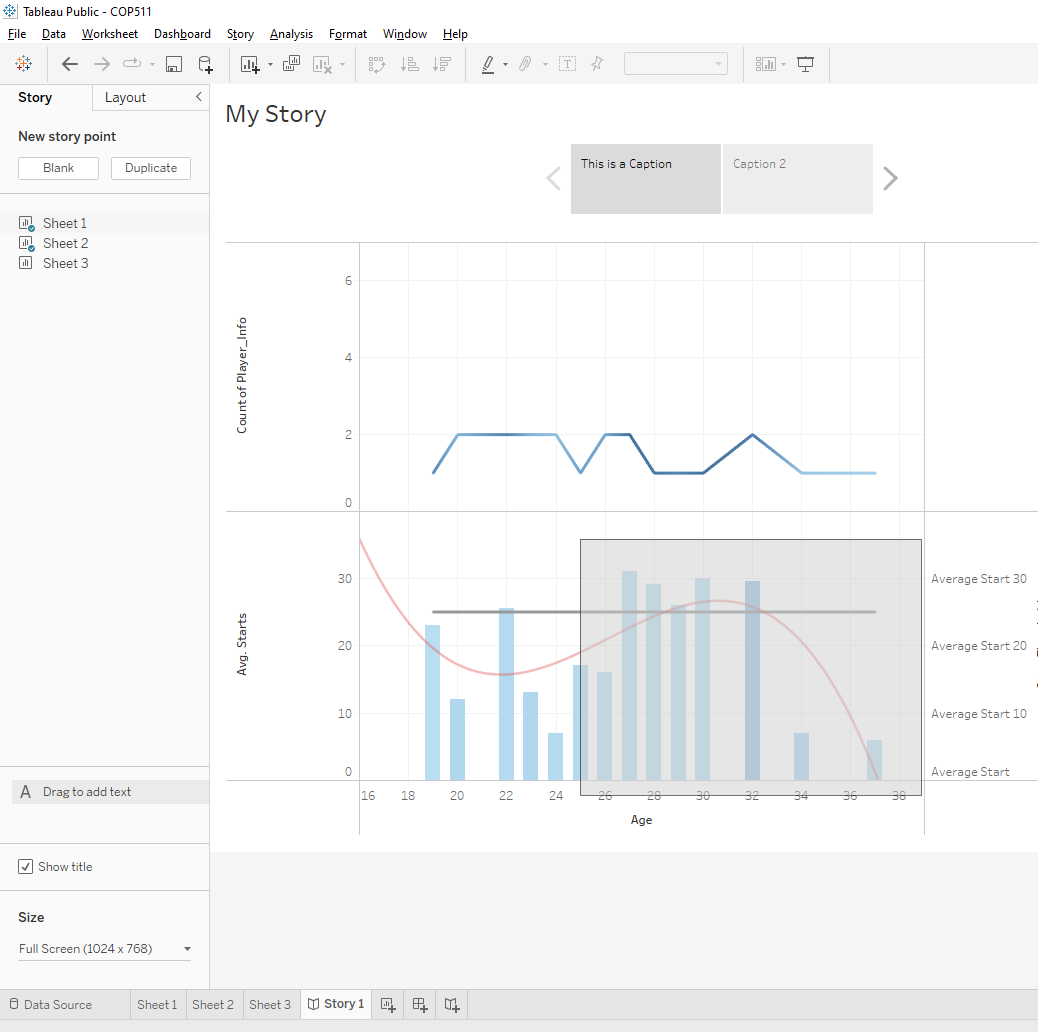 Tableau Public - COP511
File Data Worksheet Dashboard Story Analysis Format Window Help
Story Layout
New story point
Blank Duplicate
Sheet 1
Sheet 2
Sheet 3
A Drag to add text
Show title
Size
Full Screen (1024 x 768)
My Story
This is a Caption Caption 2
Count of Player_Info
6
4
2
0
Avg. Starts
30
20
10
0
Average Start 30
Average Start 20
Average Start 10
Average Start
16 18 20 22 24 26 28 30 32 34 36 38
Age
Data Source Sheet 1 Sheet 2 Sheet 3 Story 1